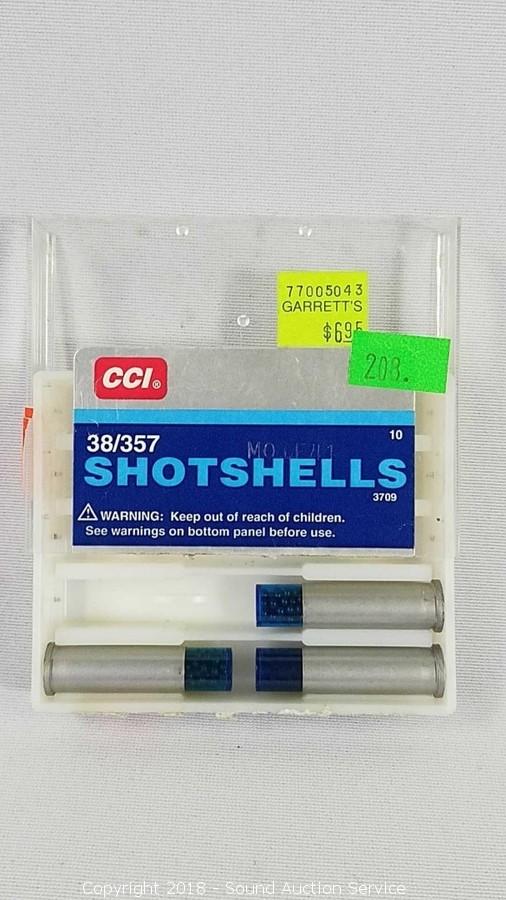 77005043
GARRETT'S
$695
208.
CCI®
38/357
10
SHOTSHELLS
3709
⚠ WARNING: Keep out of reach of children.
See warnings on bottom panel before use.
Copyright 2018 - Sound Auction Service